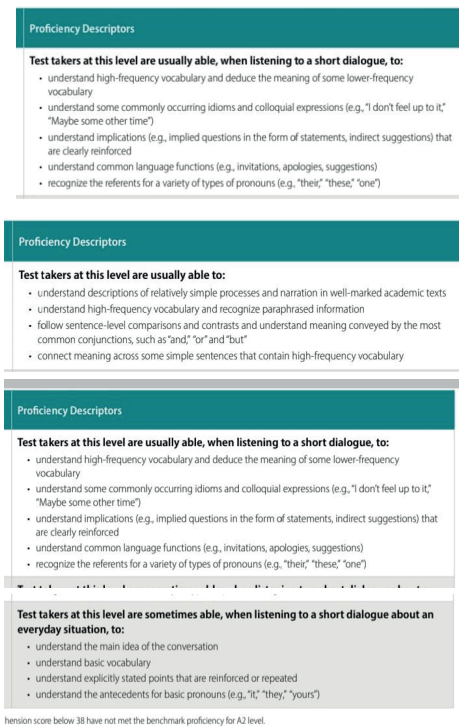 Proficiency Descriptors
Test takers at this level are usually able, when listening to a short dialogue, to:
• understand high-frequency vocabulary and deduce the meaning of some lower-frequency
vocabulary
• understand some commonly occurring idioms and colloquial expressions (e.g., "I don't feel up to it,"
"Maybe some other time")
• understand implications (e.g., implied questions in the form of statements, indirect suggestions) that
are clearly reinforced
• understand common language functions (e.g., invitations, apologies, suggestions)
• recognize the referents for a variety of types of pronouns (e.g., "their," "these," "one")
Proficiency Descriptors
Test takers at this level are usually able to:
• understand descriptions of relatively simple processes and narration in well-marked academic texts
• understand high-frequency vocabulary and recognize paraphrased information
• follow sentence-level comparisons and contrasts and understand meaning conveyed by the most
common conjunctions, such as "and," "or" and "but"
• connect meaning across some simple sentences that contain high-frequency vocabulary
Proficiency Descriptors
Test takers at this level are usually able, when listening to a short dialogue, to:
• understand high-frequency vocabulary and deduce the meaning of some lower-frequency
vocabulary
• understand some commonly occurring idioms and colloquial expressions (e.g., "I don't feel up to it,"
"Maybe some other time")
• understand implications (e.g., implied questions in the form of statements, indirect suggestions) that
are clearly reinforced
• understand common language functions (e.g., invitations, apologies, suggestions)
• recognize the referents for a variety of types of pronouns (e.g., "their," "these," "one")
Test takers at this level are sometimes able, when listening to a short dialogue about an
everyday situation, to:
• understand the main idea of the conversation
• understand basic vocabulary
• understand explicitly stated points that are reinforced or repeated
• understand the antecedents for basic pronouns (e.g., "it," "they," "yours")
hension score below 38 have not met the benchmark proficiency for A2 level.